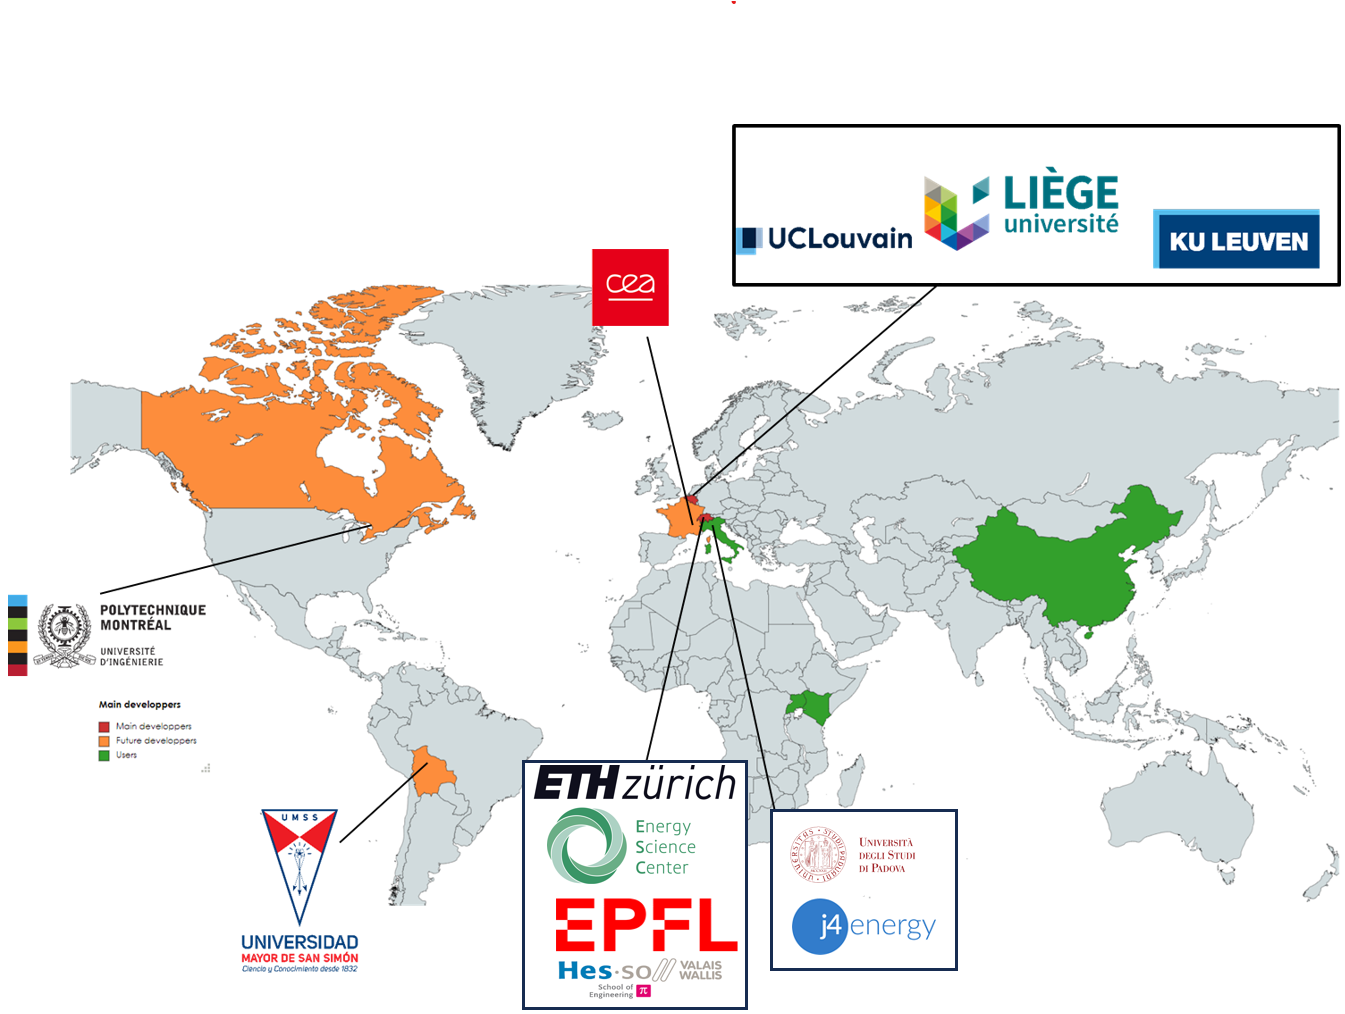 UCLouvain
LIÈGE
université
KU LEUVEN
cea
POLYTECHNIQUE
MONTRÉAL
UNIVERSITÉ
D'INGÉNIERIE
Main developpers
Main developpers
Future developpers
Users
UMSS
UNIVERSIDAD
MAYOR DE SAN SIMÓN
Ciencia y Conocimiento desde 1832
ETH zürich
Energy
Science
Center
EPFL
Hes·so// VALAIS
WALLIS
School of
Engineering π
UNIVERSITÀ
DEGLI STUDI
DI PADOVA
j4energy